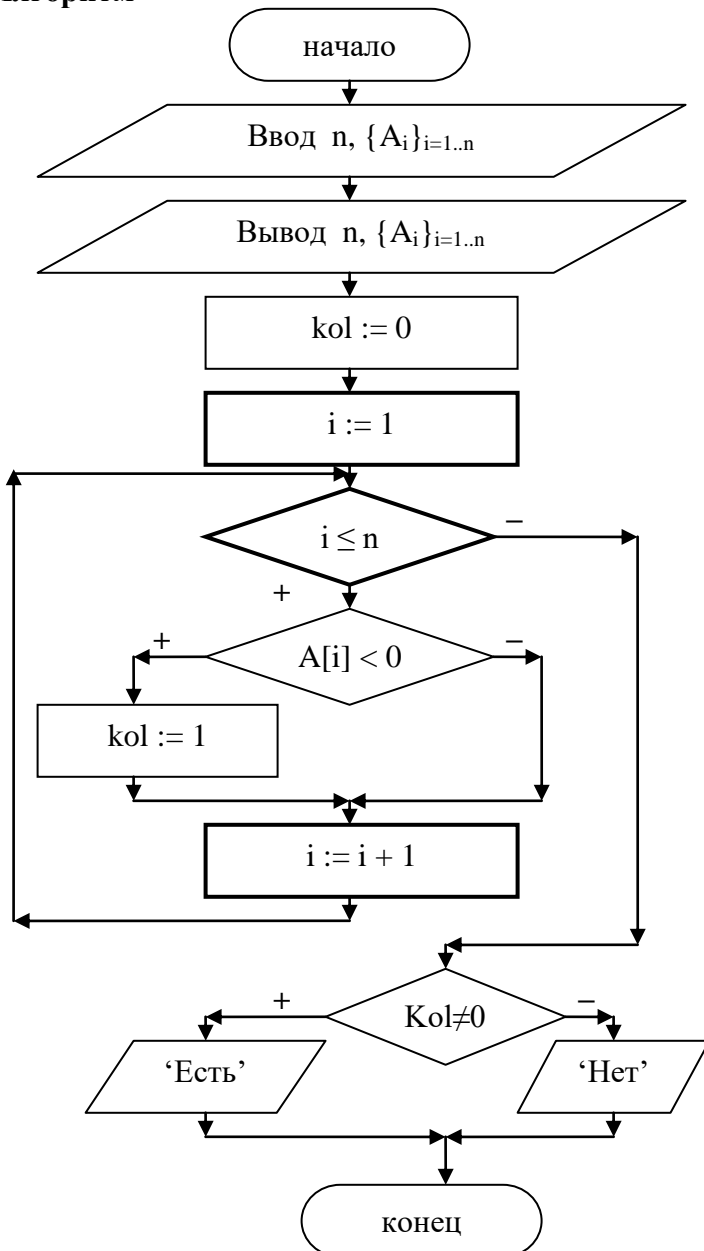 начало
Ввод n, {Ai}i=1..n
Вывод n, {Ai}i=1..n
kol := 0
i := 1
i ≤ n
–
+
+
A[i] < 0
–
kol := 1
i := i + 1
+
Kol≠0
–
‘Есть’
‘Нет’
конец